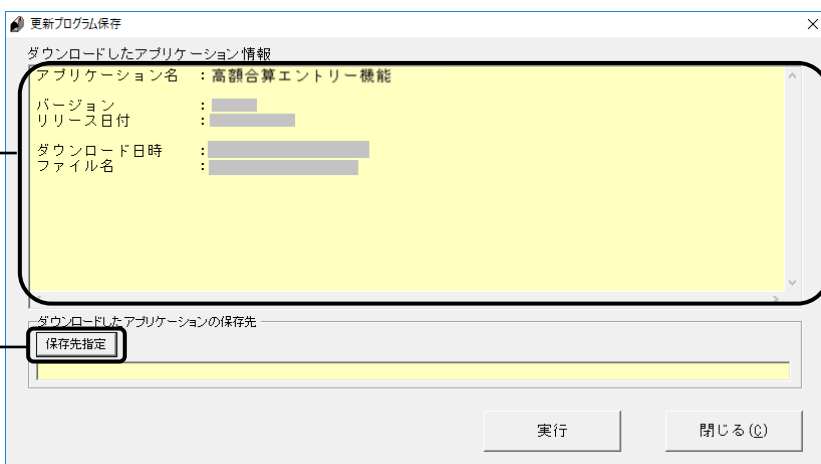 更新プログラム保存
ダウンロードしたアプリケーション情報
アプリケーション名 ：高額合算エントリー機能
バージョン ：
リリース日付 ：
ダウンロード日時 ：
ファイル名 ：
ダウンロードしたアプリケーションの保存先
保存先指定
実行 閉じる(C)